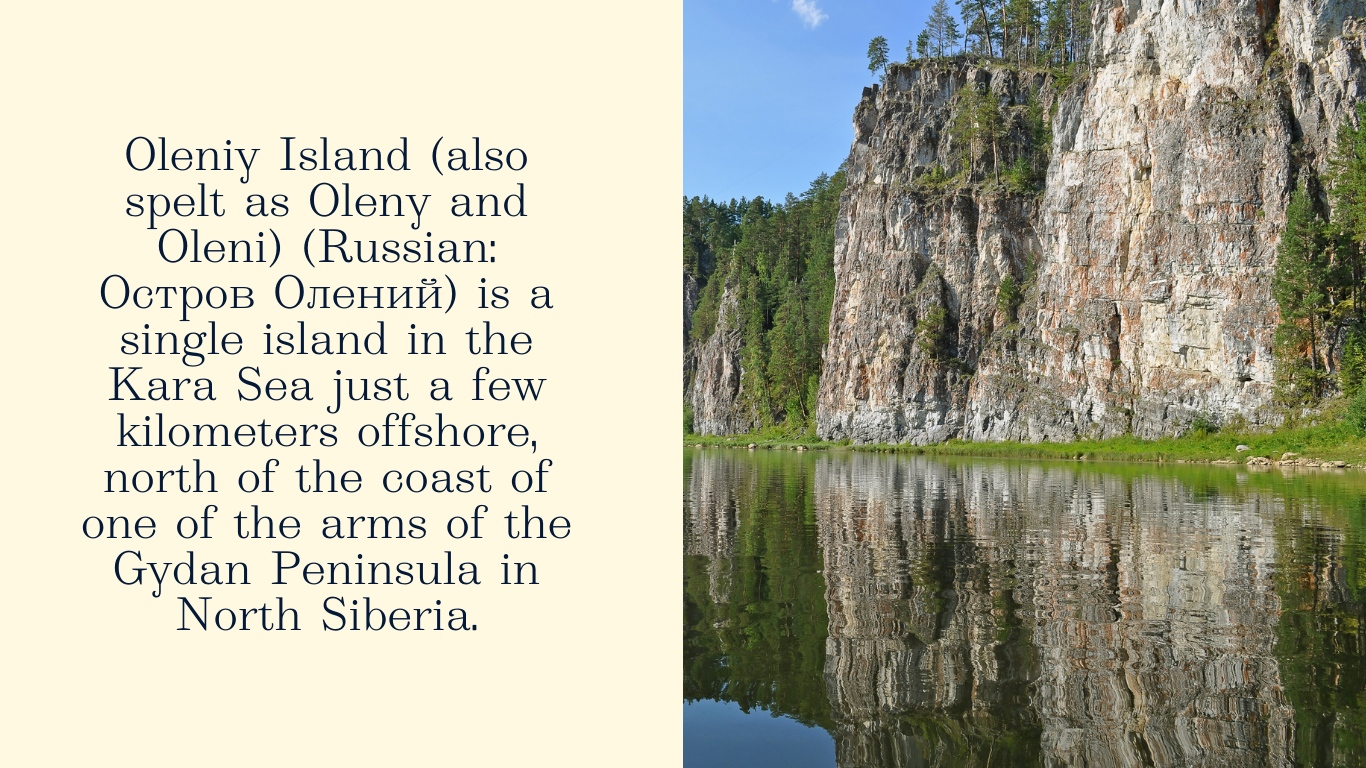 Oleniy Island (also
spelt as Oleny and
Oleni) (Russian:
Остров Олений) is a
single island in the
Kara Sea just a few
kilometers offshore,
north of the coast of
one of the arms of the
Gydan Peninsula in
North Siberia.